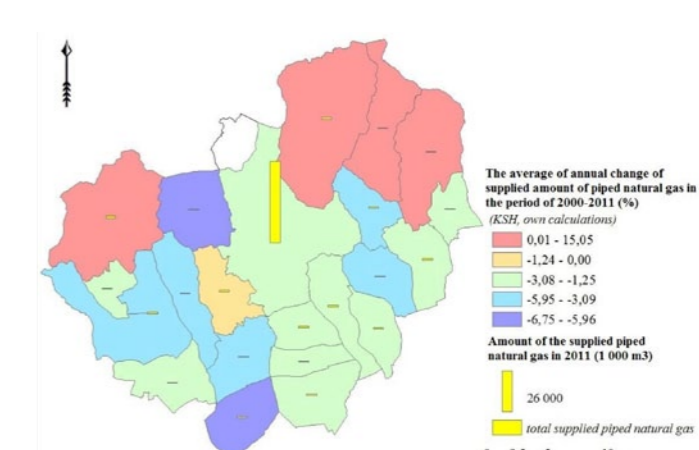 The average of annual change of
supplied amount of piped natural gas in
the period of 2000-2011 (%)
(KSH, own calculations)
0,01 - 15,05
-1,24 - 0,00
-3,08 - -1,25
-5,95 - -3,09
-6,75 - -5,96
Amount of the supplied piped
natural gas in 2011 (1 000 m3)
26 000
total supplied piped natural gas